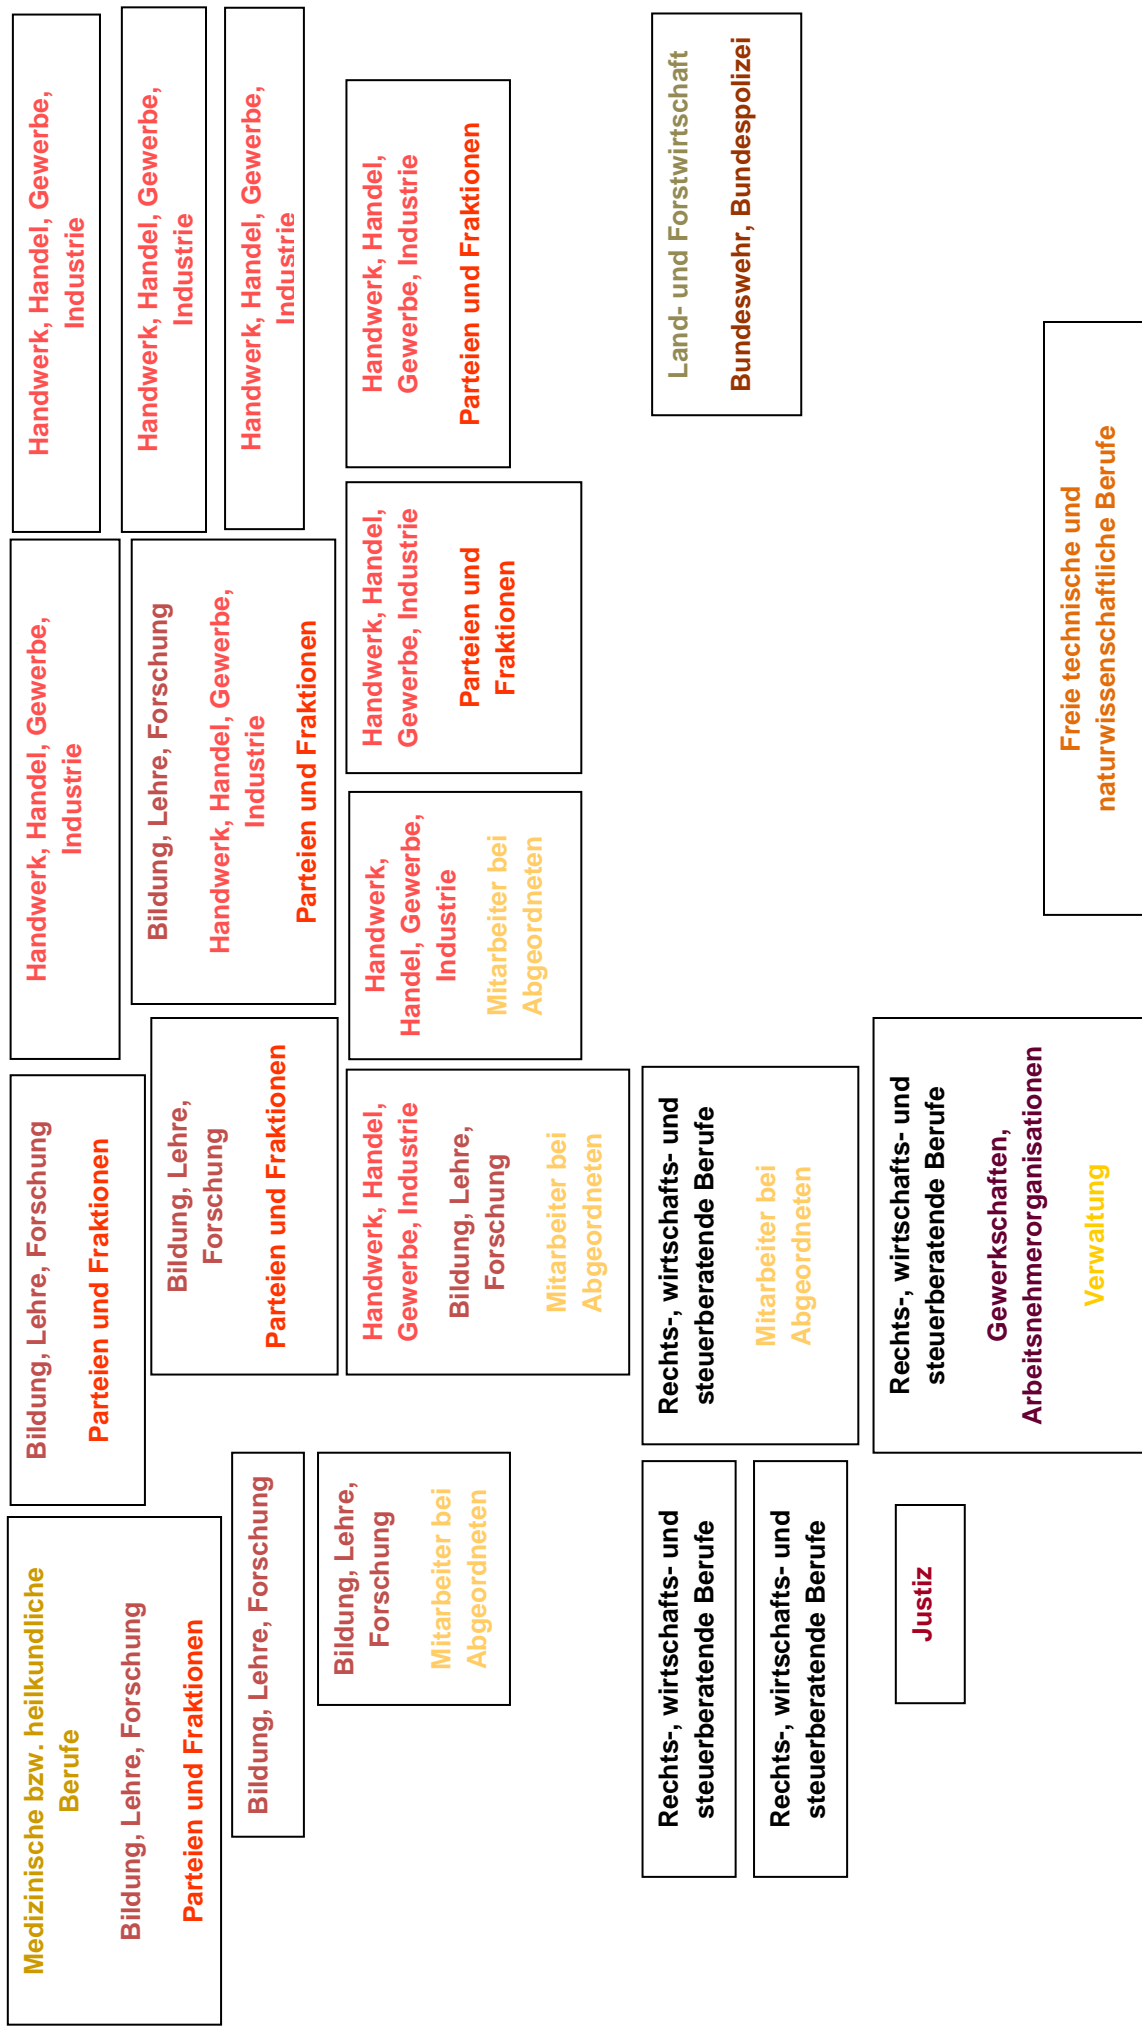 Medizinische bzw. heilkundliche
Berufe
Bildung, Lehre, Forschung
Parteien und Fraktionen
Bildung, Lehre, Forschung
Parteien und Fraktionen
Handwerk, Handel, Gewerbe,
Industrie
Handwerk, Handel, Gewerbe,
Industrie
Bildung, Lehre,
Forschung
Parteien und Fraktionen
Bildung, Lehre, Forschung
Handwerk, Handel, Gewerbe,
Industrie
Parteien und Fraktionen
Handwerk, Handel, Gewerbe,
Industrie
Bildung, Lehre, Forschung
Handwerk, Handel, Gewerbe,
Industrie
Bildung, Lehre,
Forschung
Mitarbeiter bei
Abgeordneten
Handwerk, Handel,
Gewerbe, Industrie
Bildung, Lehre,
Forschung
Mitarbeiter bei
Abgeordneten
Handwerk,
Handel, Gewerbe,
Industrie
Mitarbeiter bei
Abgeordneten
Handwerk, Handel,
Gewerbe, Industrie
Parteien und
Fraktionen
Handwerk, Handel,
Gewerbe, Industrie
Parteien und Fraktionen
Rechts-, wirtschafts- und
steuerberatende Berufe
Rechts-, wirtschafts- und
steuerberatende Berufe
Mitarbeiter bei
Abgeordneten
Land- und Forstwirtschaft
Bundeswehr, Bundespolizei
Rechts-, wirtschafts- und
steuerberatende Berufe
Justiz
Rechts-, wirtschafts- und
steuerberatende Berufe
Gewerkschaften,
Arbeitsnehmerorganisationen
Verwaltung
Freie technische und
naturwissenschaftliche Berufe